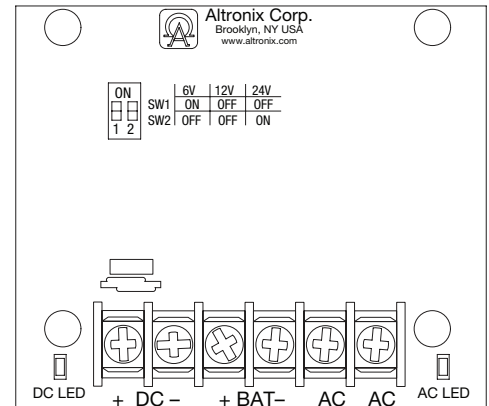 Altronix Corp.
Brooklyn, NY USA
www.altronix.com
ON
1 2
6V 12V 24V
SW1 ON OFF OFF
SW2 OFF OFF ON
DC LED
+ DC –
+ BAT–
AC AC
AC LED